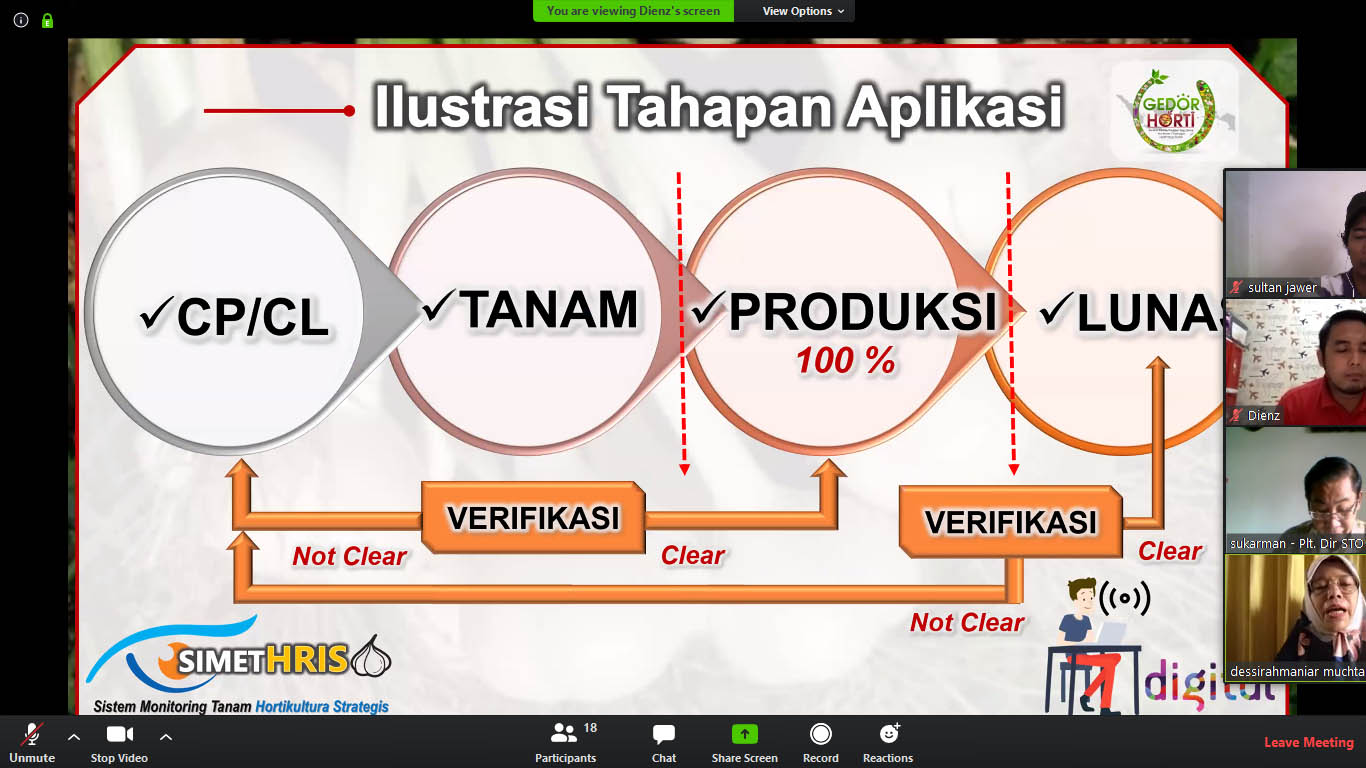 You are viewing Dienz's screen
View Options
Ilustrasi Tahapan Aplikasi
GEDOR
HORTI
✓CP/CL
✓TANAM
✓PRODUKSI
100 %
✓LUNAS
VERIFIKASI
VERIFIKASI
Not Clear
Clear
Clear
Not Clear
SIMETHRIS
Sistem Monitoring Tanam Hortikultura Strategis
digital
sultan jawer
Dienz
sukarman - Plt. Dir STO
dessirahmaniar muchta
Unmute
Stop Video
Participants
18
Chat
Share Screen
Record
Reactions
Leave Meeting